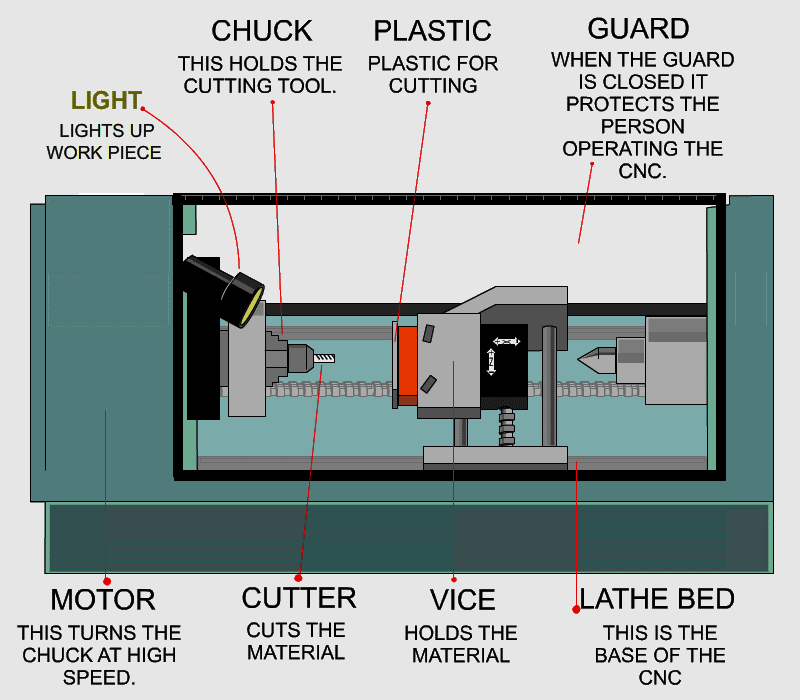 CHUCK
THIS HOLDS THE
CUTTING TOOL.
PLASTIC
PLASTIC FOR
CUTTING
GUARD
WHEN THE GUARD
IS CLOSED IT
PROTECTS THE
PERSON
OPERATING THE
CNC.
LIGHT
LIGHTS UP
WORK PIECE
MOTOR
THIS TURNS THE
CHUCK AT HIGH
SPEED.
CUTTER
CUTS THE
MATERIAL
VICE
HOLDS THE
MATERIAL
LATHE BED
THIS IS THE
BASE OF THE
CNC